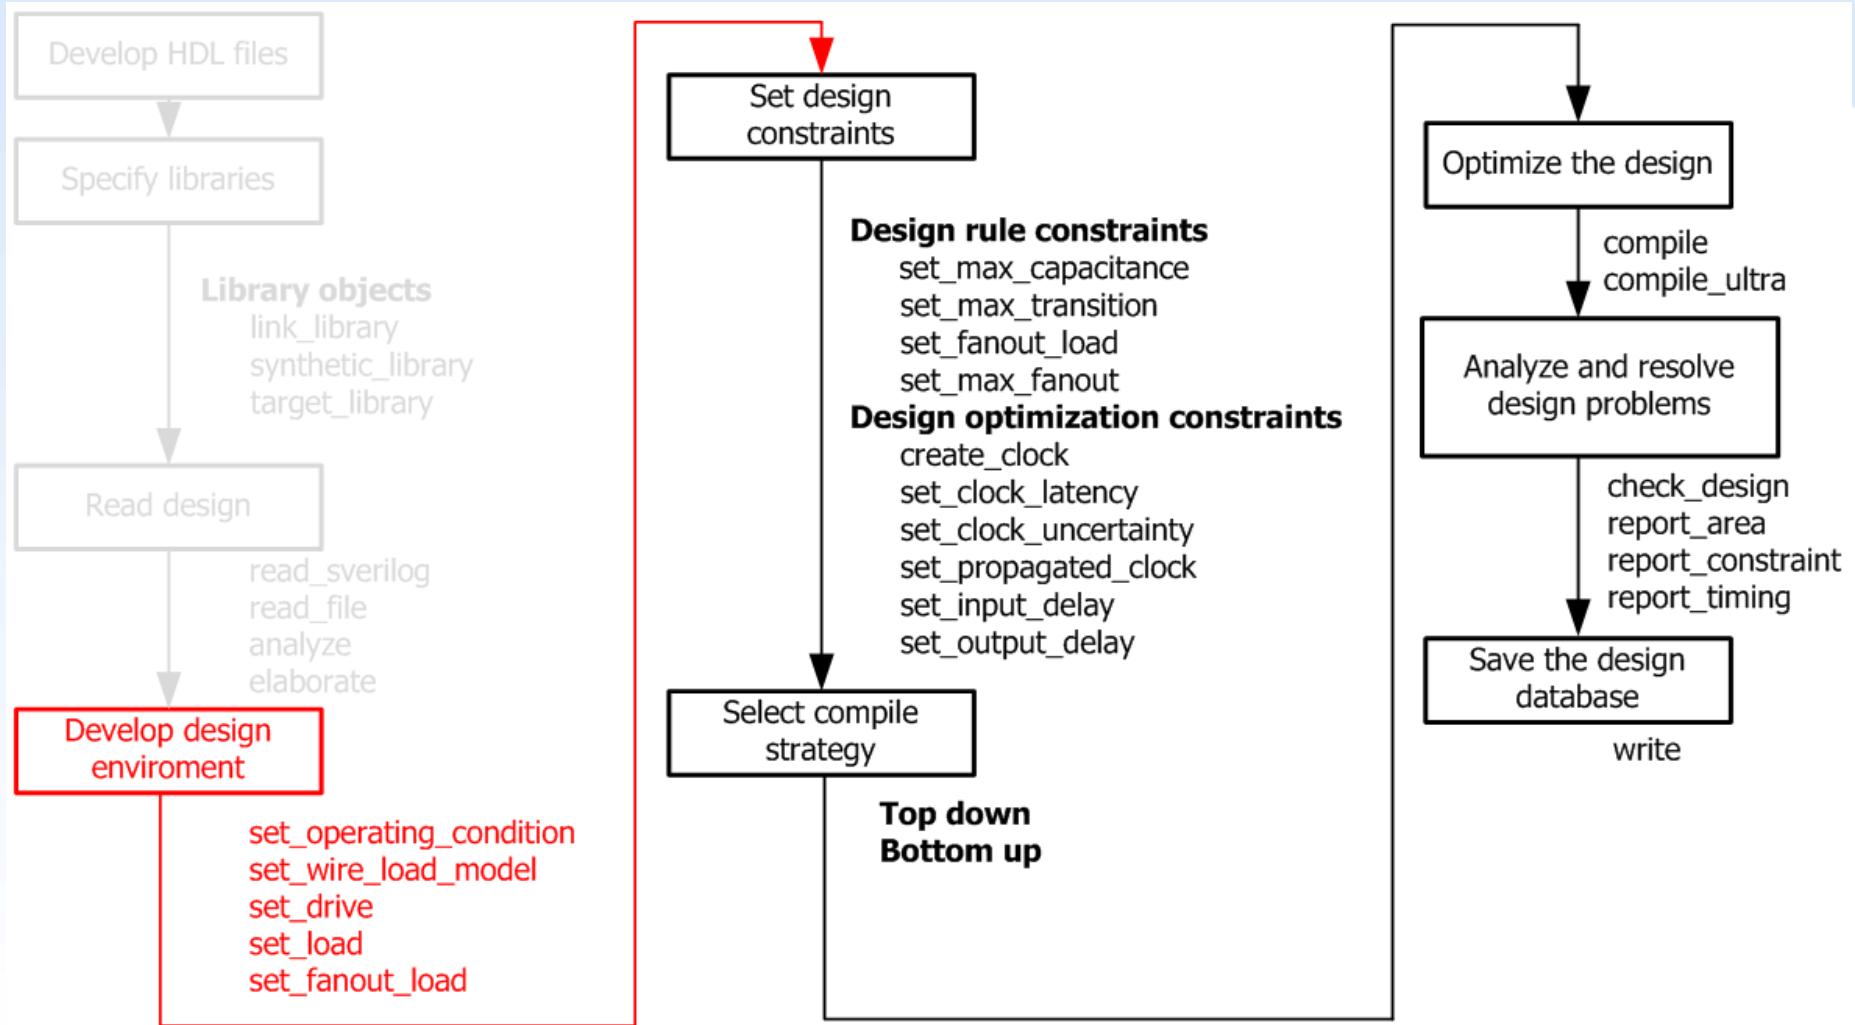 Develop HDL files
Specify libraries
Library objects
link_library
synthetic_library
target_library
Read design
read_sverilog
read_file
analyze
elaborate
Develop design
enviroment
set_operating_condition
set_wire_load_model
set_drive
set_load
set_fanout_load
Set design
constraints
Design rule constraints
set_max_capacitance
set_max_transition
set_fanout_load
set_max_fanout
Design optimization constraints
create_clock
set_clock_latency
set_clock_uncertainty
set_propagated_clock
set_input_delay
set_output_delay
Select compile
strategy
Top down
Bottom up
Optimize the design
compile
compile_ultra
Analyze and resolve
design problems
check_design
report_area
report_constraint
report_timing
Save the design
database
write